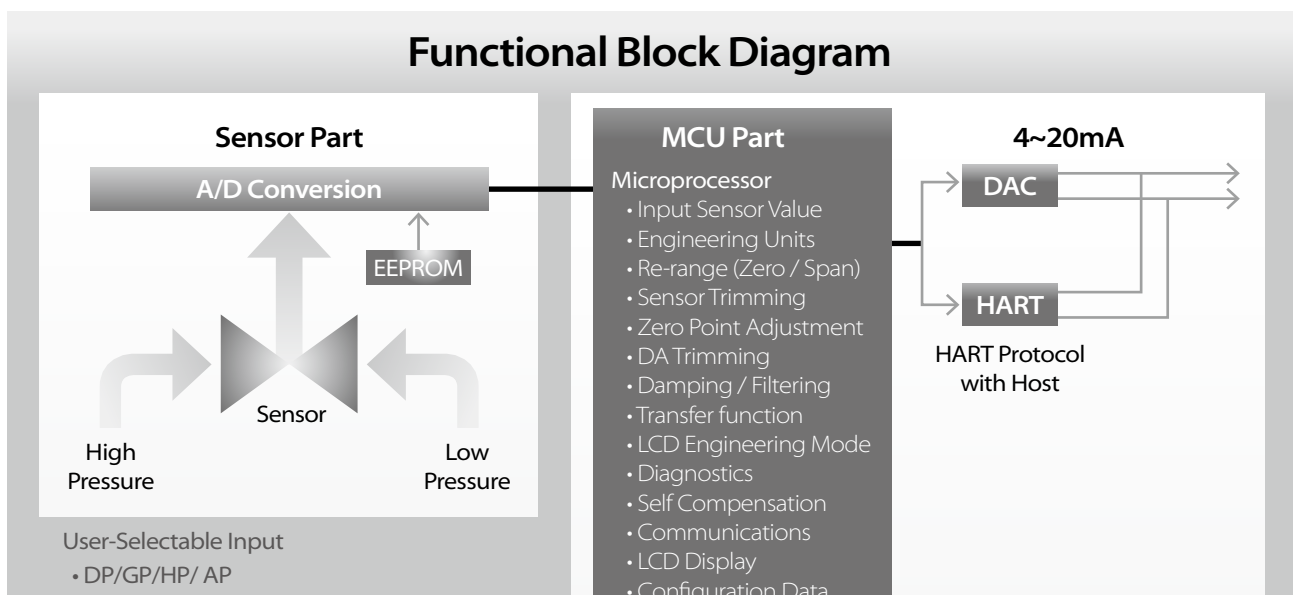 Functional Block Diagram
Sensor Part
A/D Conversion
EEPROM
Sensor
High
Pressure
Low
Pressure
User-Selectable Input
• DP/GP/HP/ AP
MCU Part
Microprocessor
• Input Sensor Value
• Engineering Units
• Re-range (Zero / Span)
• Sensor Trimming
• Zero Point Adjustment
• DA Trimming
• Damping / Filtering
• Transfer function
• LCD Engineering Mode
• Diagnostics
• Self Compensation
• Communications
• LCD Display
• Configuration Data
4~20mA
DAC
HART
HART Protocol
with Host